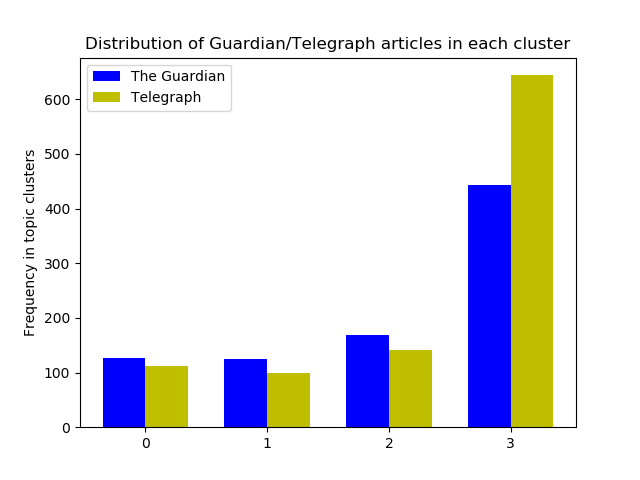 Distribution of Guardian/Telegraph articles in each cluster
The Guardian
Telegraph
Frequency in topic clusters
600
500
400
300
200
100
0
0 1 2 3